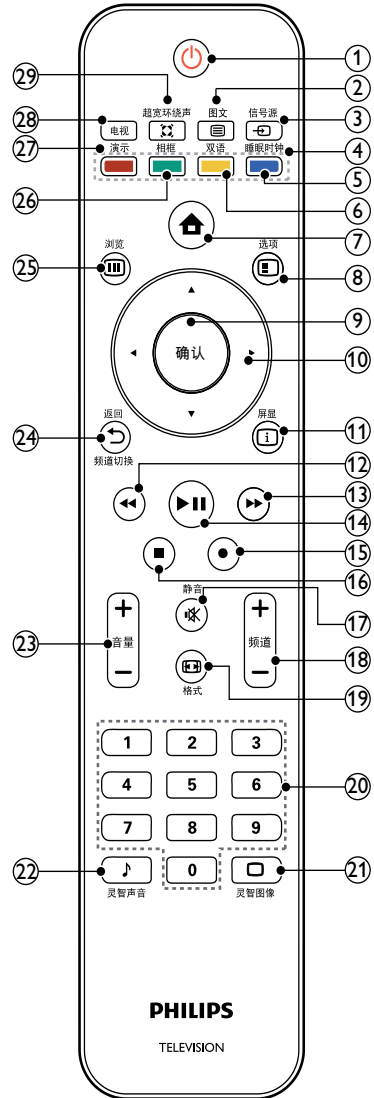 1
29
超宽环绕声
图文
信号源
2
28
电视
3
27
演示
相框
双语
睡眠时钟
4
5
26
6
7
浏览
选项
25
8
9
确认
10
返回
屏显
24
11
频道切换
12
13
14
15
16
静音
17
+
+
23
音量
频道
18
−
−
格式
19
1
2
3
4
5
6
20
7
8
9
22
0
21
灵智声音
灵智图像
PHILIPS
TELEVISION